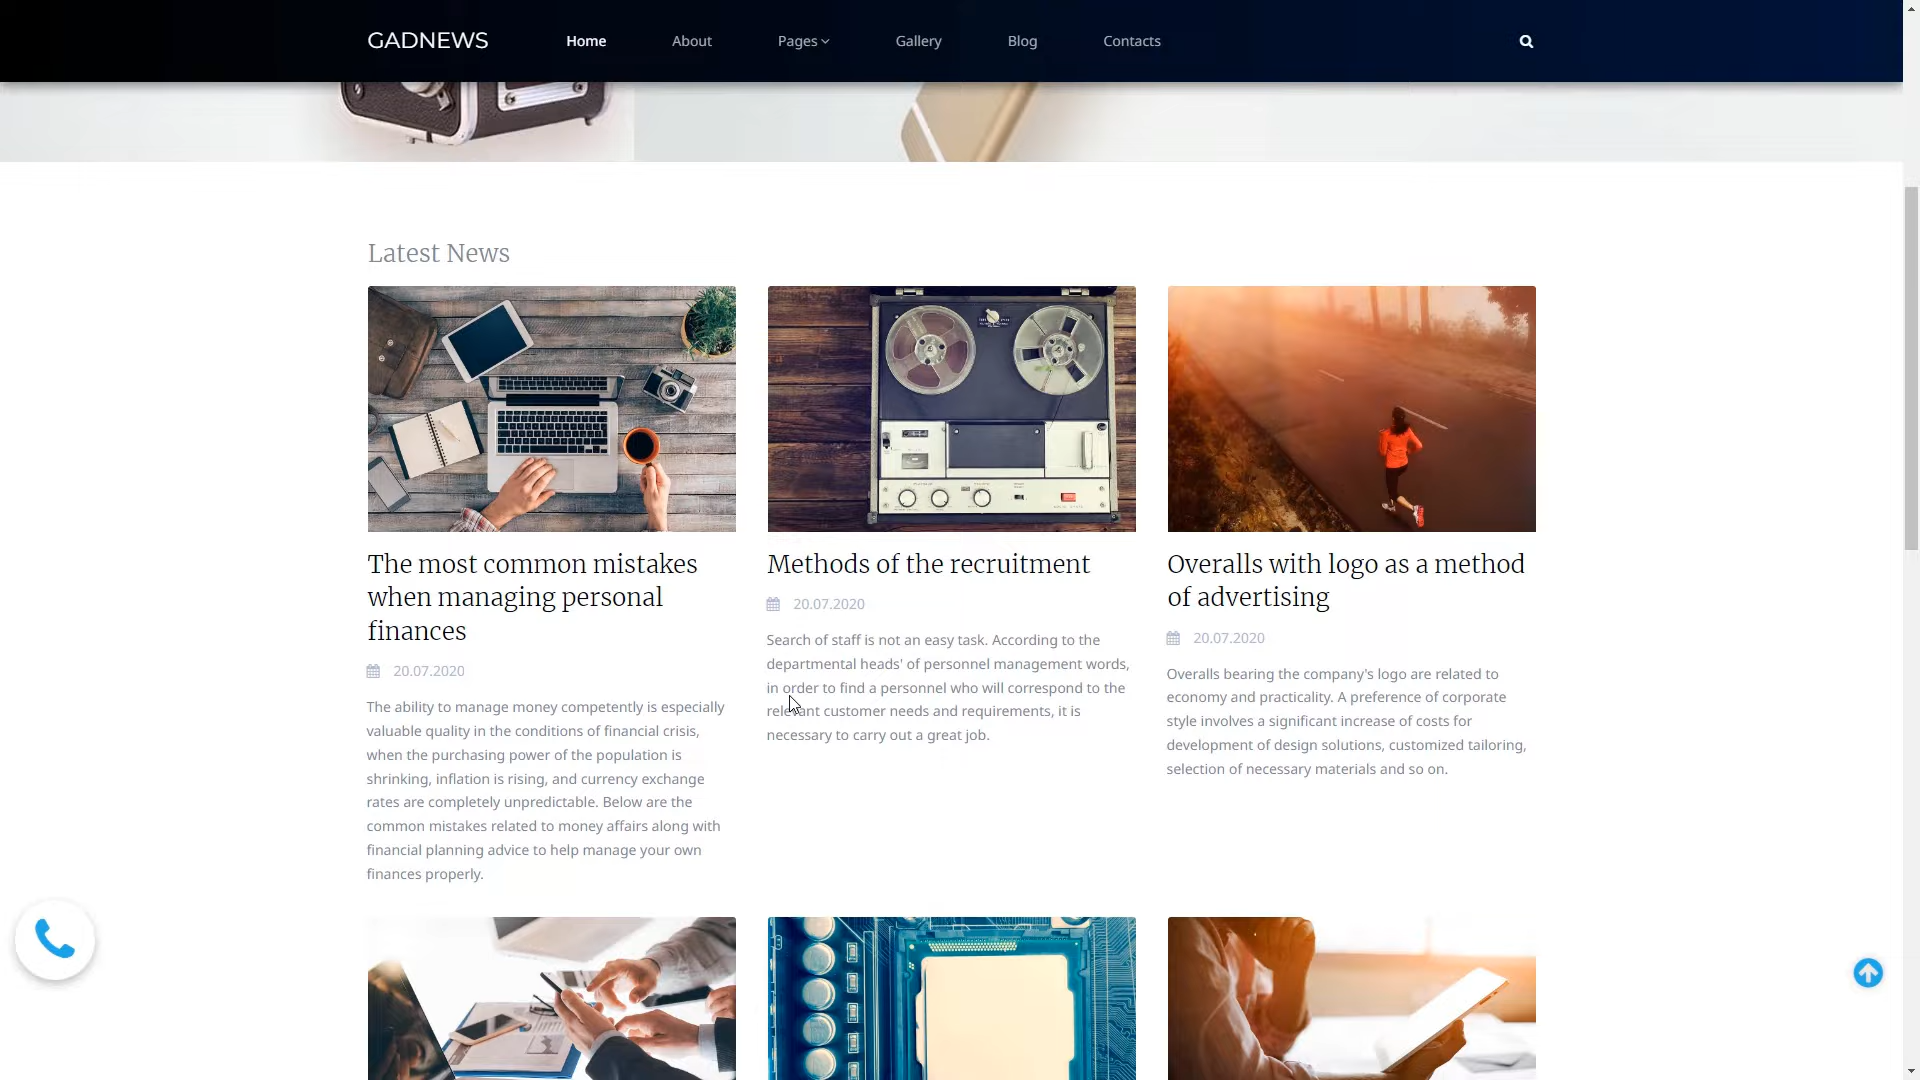 GADNEWS
Home
About
Pages
Gallery
Blog
Contacts
Latest News
The most common mistakes
when managing personal
finances
20.07.2020
The ability to manage money competently is especially
valuable quality in the conditions of financial crisis,
when the purchasing power of the population is
shrinking, inflation is rising, and currency exchange
rates are completely unpredictable. Below are the
common mistakes related to money affairs along with
financial planning advice to help manage your own
finances properly.
Methods of the recruitment
20.07.2020
Search of staff is not an easy task. According to the
departmental heads' of personnel management words,
in order to find a personnel who will correspond to the
relevant customer needs and requirements, it is
necessary to carry out a great job.
Overalls with logo as a method
of advertising
20.07.2020
Overalls bearing the company's logo are related to
economy and practicality. A preference of corporate
style involves a significant increase of costs for
development of design solutions, customized tailoring,
selection of necessary materials and so on.